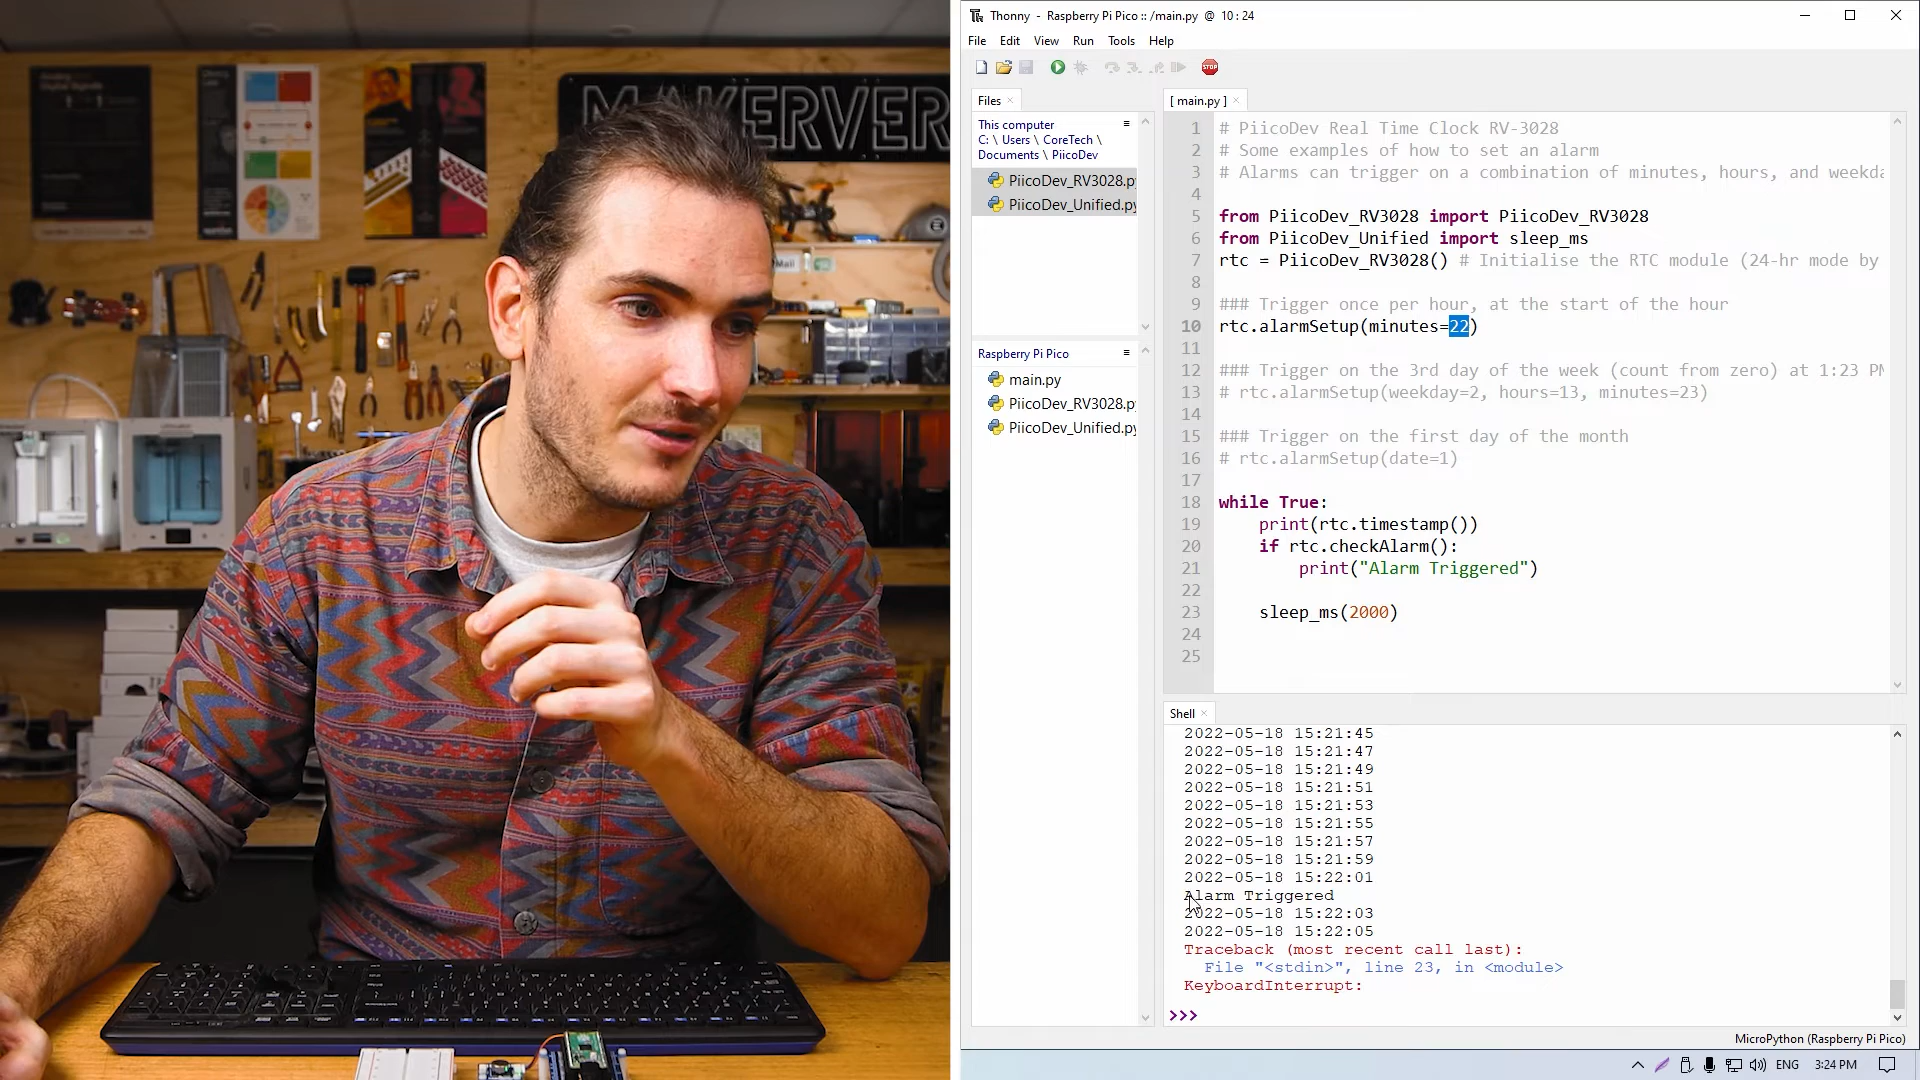 MAKERVER
Mail
Thonny - Raspberry Pi Pico :: /main.py @ 10:24
File Edit View Run Tools Help
STOP
Files
This computer
C: \ Users \ CoreTech \
Documents \ PiicoDev
PiicoDev_RV3028.py
PiicoDev_Unified.py
Raspberry Pi Pico
main.py
PiicoDev_RV3028.py
PiicoDev_Unified.py
[ main.py ]
1 # PiicoDev Real Time Clock RV-3028
2 # Some examples of how to set an alarm
3 # Alarms can trigger on a combination of minutes, hours, and weekda
4
5 from PiicoDev_RV3028 import PiicoDev_RV3028
6 from PiicoDev_Unified import sleep_ms
7 rtc = PiicoDev_RV3028() # Initialise the RTC module (24-hr mode by
8
9 ### Trigger once per hour, at the start of the hour
10 rtc.alarmSetup(minutes=22)
11
12 ### Trigger on the 3rd day of the week (count from zero) at 1:23 PM
13 # rtc.alarmSetup(weekday=2, hours=13, minutes=23)
14
15 ### Trigger on the first day of the month
16 # rtc.alarmSetup(date=1)
17
18 while True:
19 print(rtc.timestamp())
20 if rtc.checkAlarm():
21 print("Alarm Triggered")
22
23 sleep_ms(2000)
24
25
Shell
2022-05-18 15:21:45
2022-05-18 15:21:47
2022-05-18 15:21:49
2022-05-18 15:21:51
2022-05-18 15:21:53
2022-05-18 15:21:55
2022-05-18 15:21:57
2022-05-18 15:21:59
2022-05-18 15:22:01
Alarm Triggered
2022-05-18 15:22:03
2022-05-18 15:22:05
Traceback (most recent call last):
File "<stdin>", line 23, in <module>
KeyboardInterrupt:
>>>
MicroPython (Raspberry Pi Pico)
ENG 3:24 PM